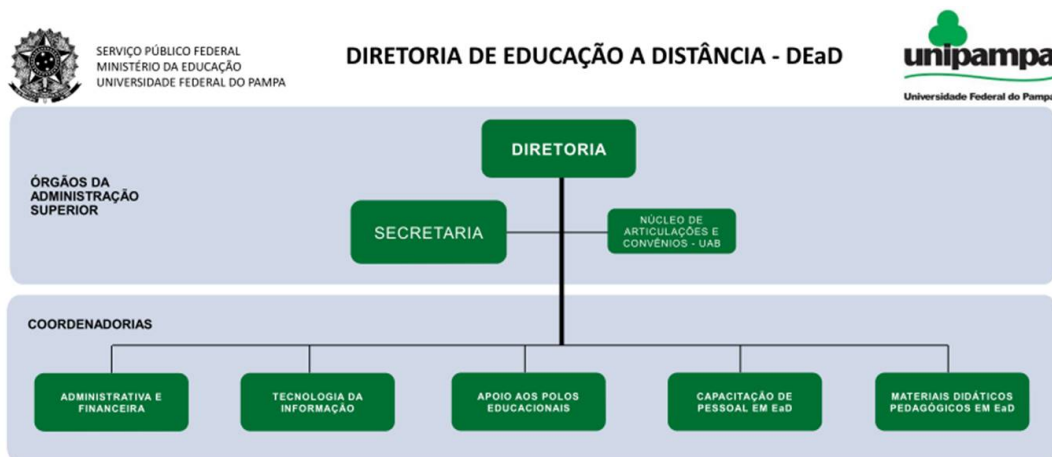 SERVIÇO PÚBLICO FEDERAL
MINISTÉRIO DA EDUCAÇÃO
UNIVERSIDADE FEDERAL DO PAMPA
DIRETORIA DE EDUCAÇÃO A DISTÂNCIA - DEaD
unipampa
Universidade Federal do Pampa
ÓRGÃOS DA
ADMINISTRAÇÃO
SUPERIOR
DIRETORIA
SECRETARIA
NÚCLEO DE
ARTICULAÇÕES E
CONVÊNIOS - UAB
COORDENADORIAS
ADMINISTRATIVA E
FINANCEIRA
TECNOLOGIA DA
INFORMAÇÃO
APOIO AOS POLOS
EDUCACIONAIS
CAPACITAÇÃO DE
PESSOAL EM EaD
MATERIAIS DIDÁTICOS
PEDAGÓGICOS EM EaD